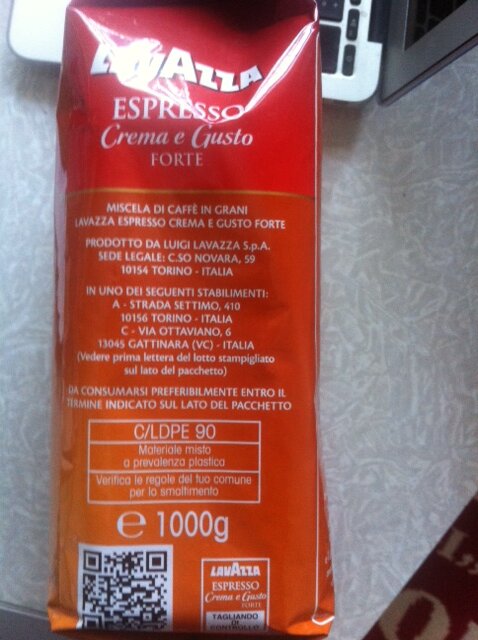 LAVAZZA
ESPRESSO
Crema e Gusto
FORTE
MISCELA DI CAFFÈ IN GRANI
LAVAZZA ESPRESSO CREMA E GUSTO FORTE
PRODOTTO DA LUIGI LAVAZZA S.p.A.
SEDE LEGALE: C.SO NOVARA, 59
10154 TORINO - ITALIA
IN UNO DEI SEGUENTI STABILIMENTI:
A - STRADA SETTIMO, 410
10156 TORINO - ITALIA
C - VIA OTTAVIANO, 6
13045 GATTINARA (VC) - ITALIA
(Vedere prima lettera del lotto stampigliato
sul lato del pacchetto)
DA CONSUMARSI PREFERIBILMENTE ENTRO IL
TERMINE INDICATO SUL LATO DEL PACCHETTO
C/LDPE 90
Materiale misto
a prevalenza plastica
Verifica le regole del tuo comune
per lo smaltimento
e 1000g
LAVAZZA
ESPRESSO
Crema e Gusto
FORTE
TAGLIANDO
DI
CONTROLLO